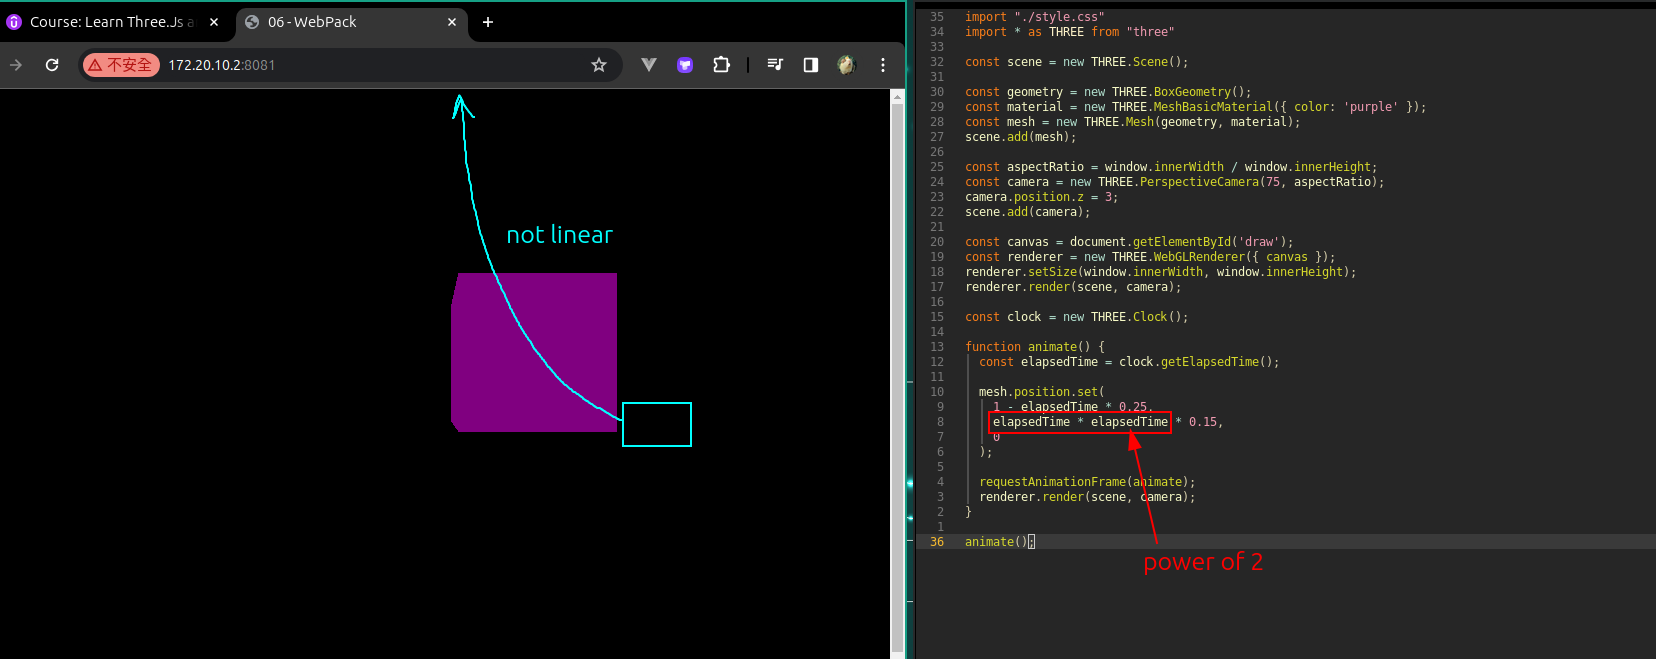 Course: Learn Three.Js a
06 - WebPack
不安全
172.20.10.2:8081
not linear
35 import "./style.css"
34 import * as THREE from "three"
33
32 const scene = new THREE.Scene();
31
30 const geometry = new THREE.BoxGeometry();
29 const material = new THREE.MeshBasicMaterial({ color: 'purple' });
28 const mesh = new THREE.Mesh(geometry, material);
27 scene.add(mesh);
26
25 const aspectRatio = window.innerWidth / window.innerHeight;
24 const camera = new THREE.PerspectiveCamera(75, aspectRatio);
23 camera.position.z = 3;
22 scene.add(camera);
21
20 const canvas = document.getElementById('draw');
19 const renderer = new THREE.WebGLRenderer({ canvas });
18 renderer.setSize(window.innerWidth, window.innerHeight);
17 renderer.render(scene, camera);
16
15 const clock = new THREE.Clock();
14
13 function animate() {
12 const elapsedTime = clock.getElapsedTime();
11
10 mesh.position.set(
9 1 - elapsedTime * 0.25,
8 elapsedTime * elapsedTime * 0.15,
7 0
6 );
5
4 requestAnimationFrame(animate);
3 renderer.render(scene, camera);
2 }
1
36 animate();
power of 2